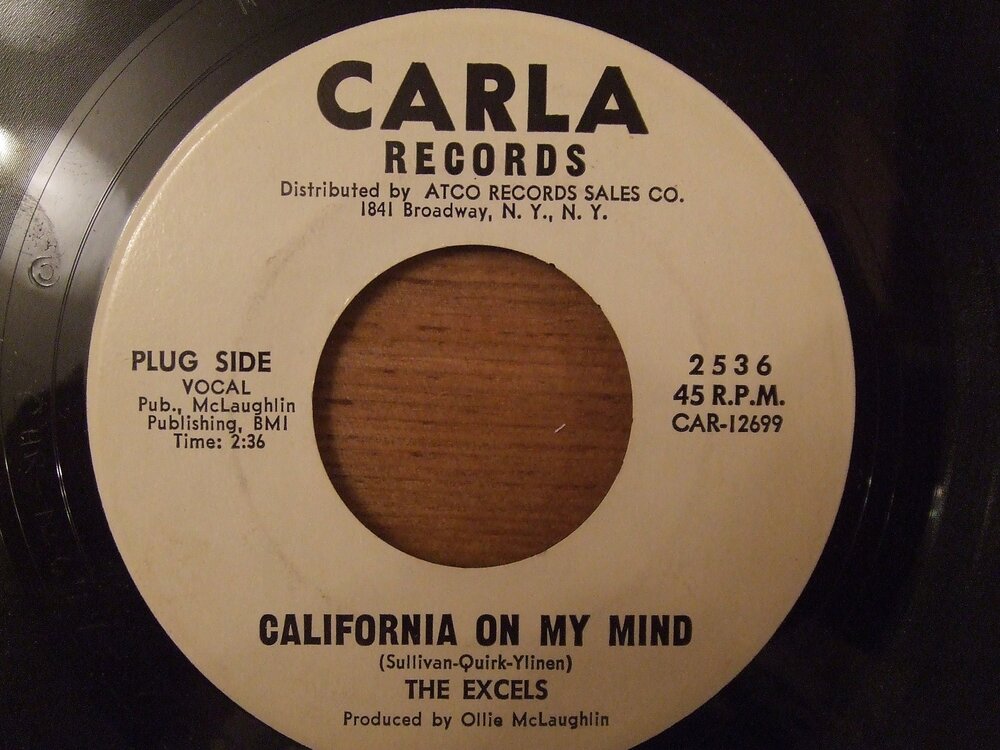 CARLA
RECORDS
Distributed by ATCO RECORDS SALES CO.
1841 Broadway, N. Y., N. Y.
PLUG SIDE
VOCAL
Pub., McLaughlin
Publishing, BMI
Time: 2:36
2536
45 R.P.M.
CAR-12699
CALIFORNIA ON MY MIND
(Sullivan-Quirk-Ylinen)
THE EXCELS
Produced by Ollie McLaughlin